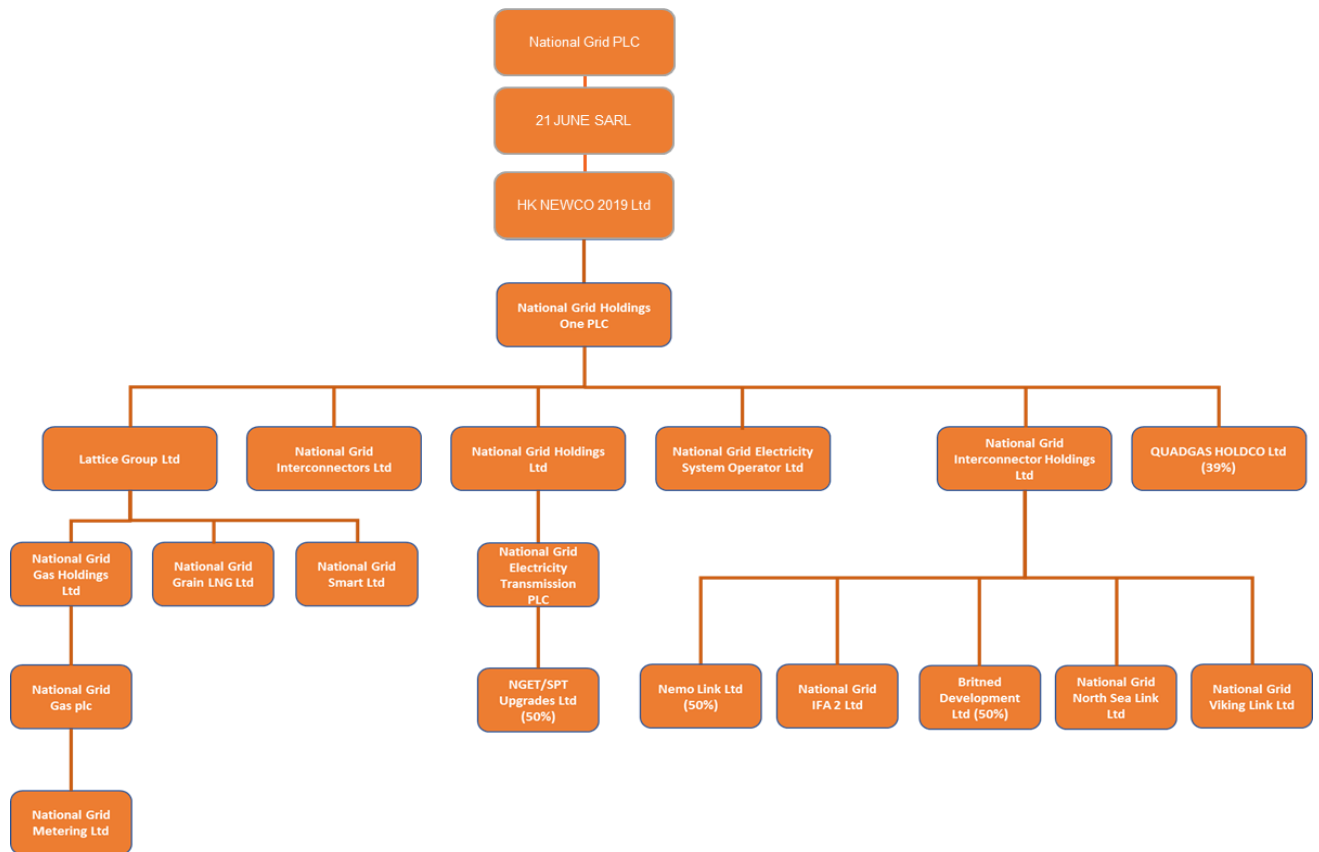 National Grid PLC
21 JUNE SARL
HK NEWCO 2019 Ltd
National Grid Holdings
One PLC
Lattice Group Ltd
National Grid
Interconnectors Ltd
National Grid Holdings
Ltd
National Grid Electricity
System Operator Ltd
National Grid
Interconnector Holdings
Ltd
QUADGAS HOLDCO Ltd
(39%)
National Grid
Gas Holdings
Ltd
National Grid
Grain LNG Ltd
National Grid
Smart Ltd
National Grid
Electricity
Transmission
PLC
National Grid
Gas plc
NGET/SPT
Upgrades Ltd
(50%)
Nemo Link Ltd
(50%)
National Grid
IFA 2 Ltd
Britned
Development
Ltd (50%)
National Grid
North Sea Link
Ltd
National Grid
Viking Link Ltd
National Grid
Metering Ltd